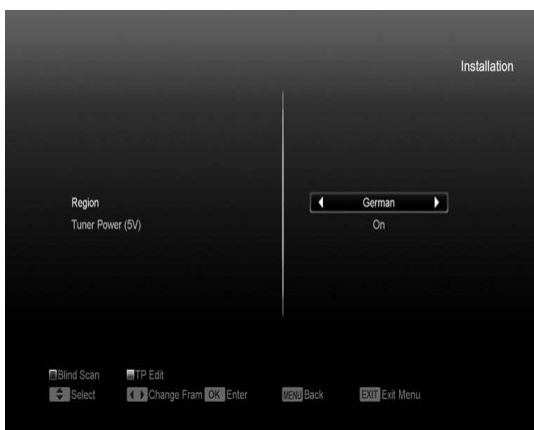 Installation
Region German
Tuner Power (5V) On
Blind Scan TP Edit
Select Change Fram OK Enter MENU Back EXIT Exit Menu